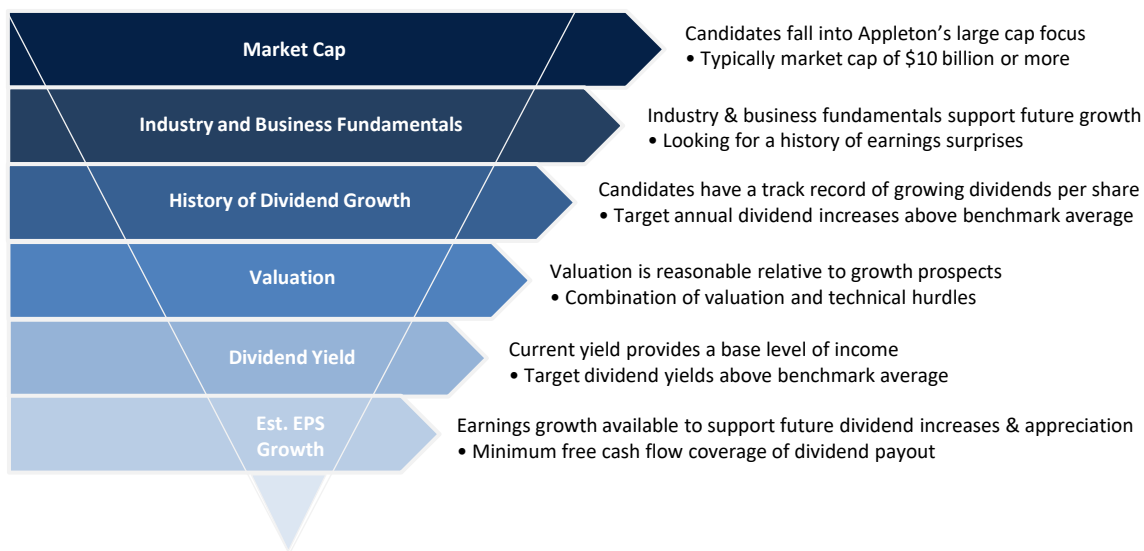 Market Cap
Candidates fall into Appleton’s large cap focus
• Typically market cap of $10 billion or more
Industry and Business Fundamentals
Industry & business fundamentals support future growth
• Looking for a history of earnings surprises
History of Dividend Growth
Candidates have a track record of growing dividends per share
• Target annual dividend increases above benchmark average
Valuation
Valuation is reasonable relative to growth prospects
• Combination of valuation and technical hurdles
Dividend Yield
Current yield provides a base level of income
• Target dividend yields above benchmark average
Est. EPS
Growth
Earnings growth available to support future dividend increases & appreciation
• Minimum free cash flow coverage of dividend payout